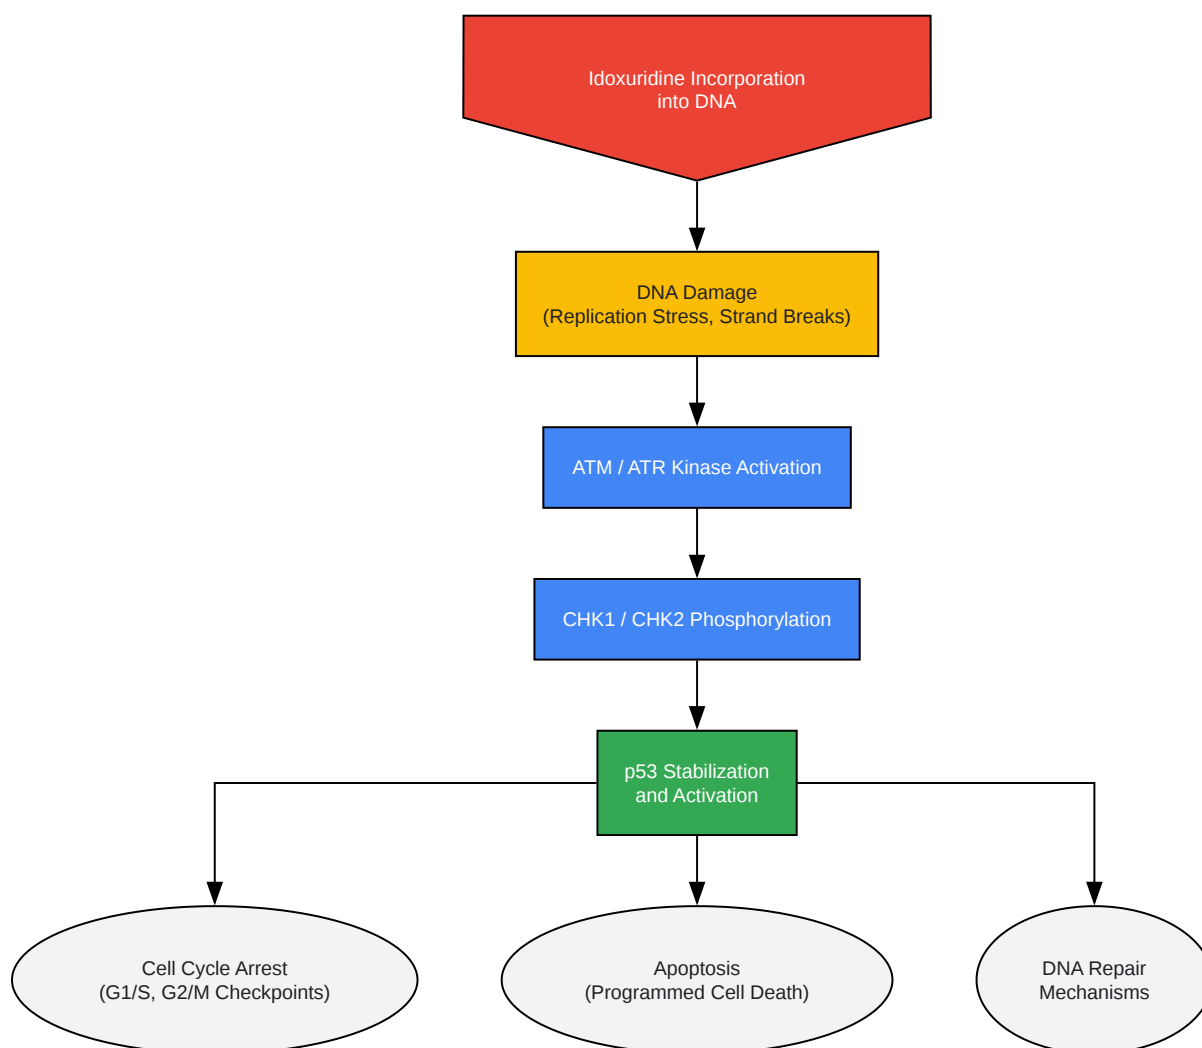 Idoxuridine Incorporation
into DNA
DNA Damage
(Replication Stress, Strand Breaks)
ATM / ATR Kinase Activation
CHK1 / CHK2 Phosphorylation
p53 Stabilization
and Activation
Cell Cycle Arrest
(G1/S, G2/M Checkpoints)
Apoptosis
(Programmed Cell Death)
DNA Repair
Mechanisms